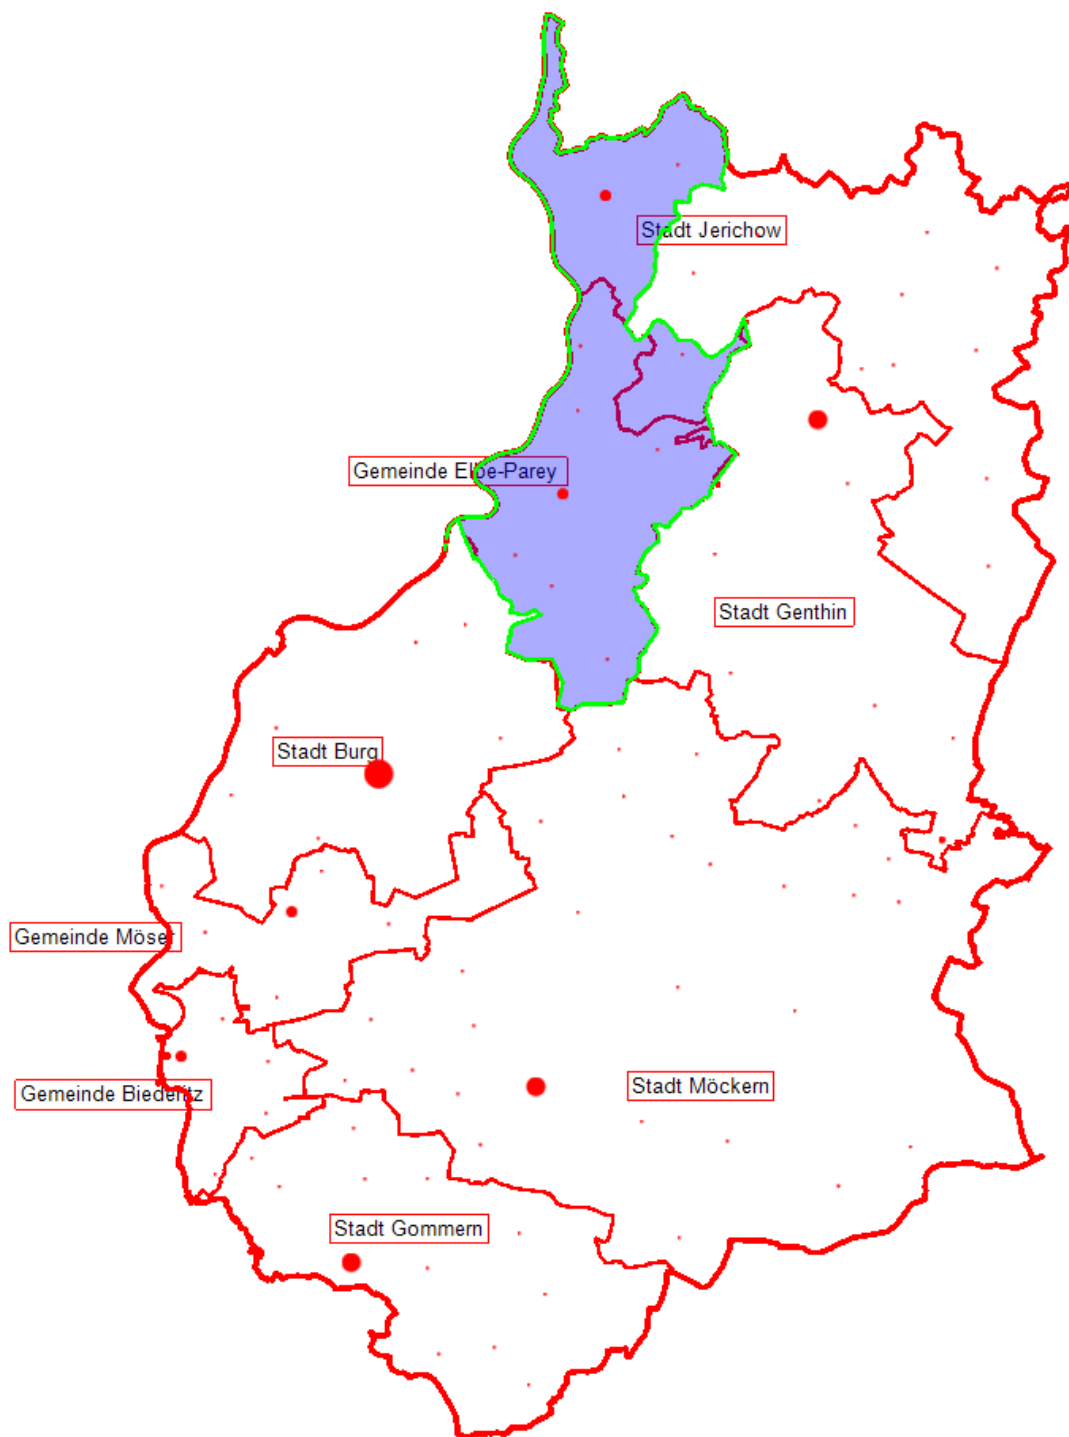 Stadt Jerichow
Gemeinde Elbe-Parey
Stadt Genthin
Stadt Burg
Gemeinde Möser
Stadt Möckern
Gemeinde Biederitz
Stadt Gommern